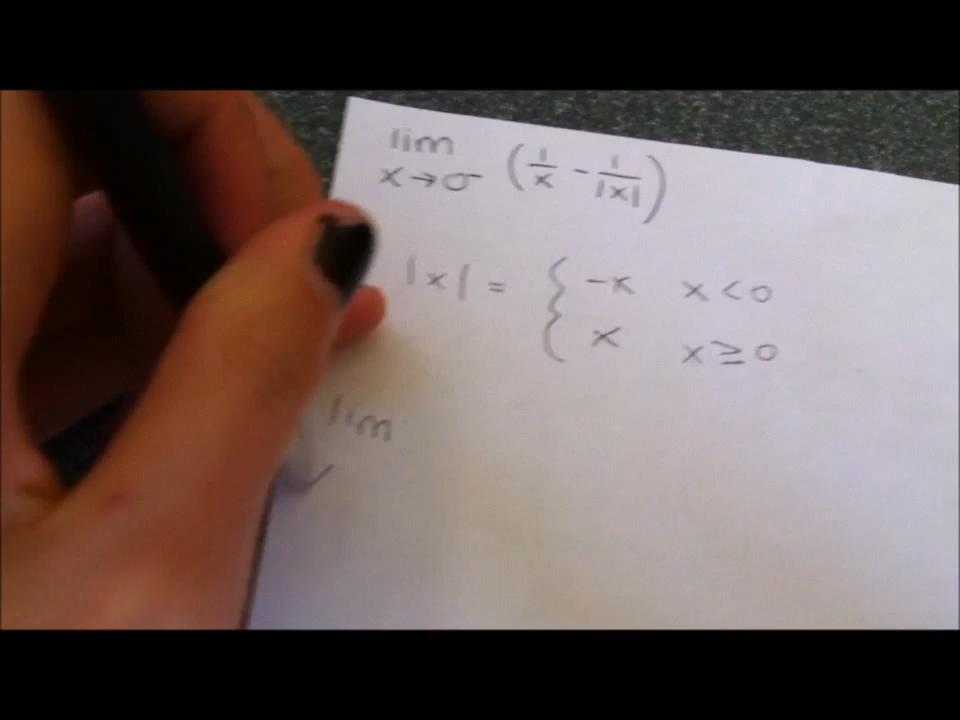 lim x→0⁻ (1/x - 1/|x|)
|x| = { -x x < 0
x x ≥ 0
lim